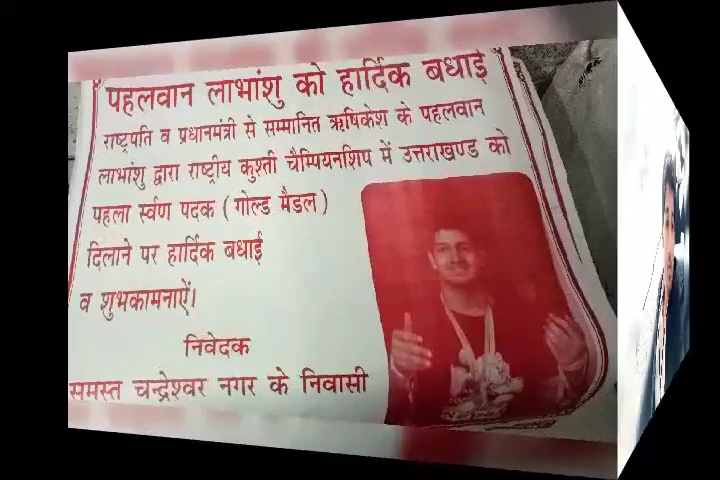 पहलवान लाभांशु को हार्दिक बधाई
राष्ट्रपति व प्रधानमंत्री से सम्मानित ऋषिकेश के पहलवान
लाभांशु द्वारा राष्ट्रीय कुश्ती चैम्पियनशिप में उत्तराखण्ड को
पहला र्स्वण पदक ( गोल्ड मैडल )
दिलाने पर हार्दिक बधाई
व शुभकामनाऐं।
निवेदक
समस्त चन्द्रेश्वर नगर के निवासी